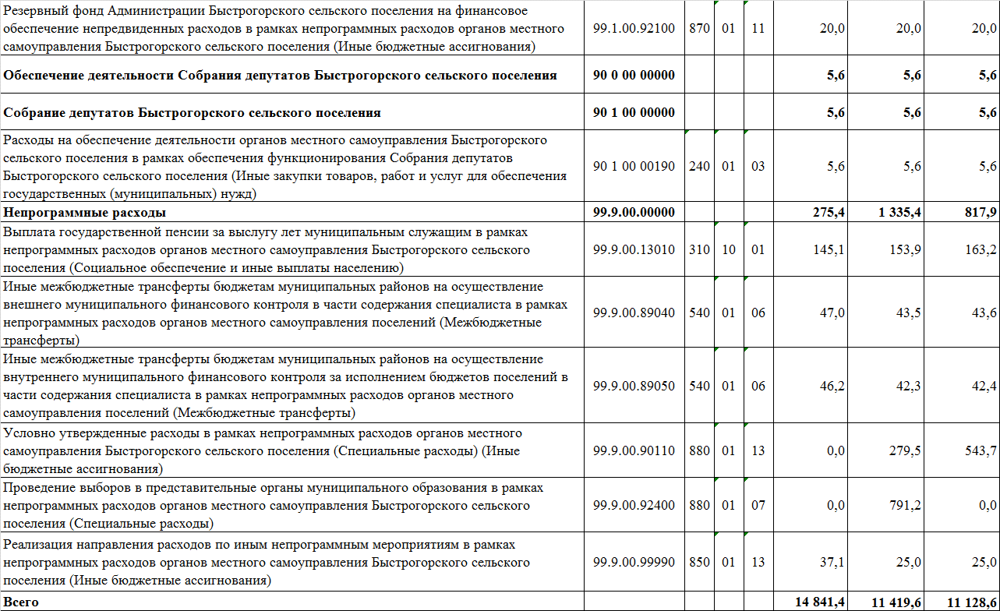 Резервный фонд Администрации Быстрогорского сельского поселения на финансовое
обеспечение непредвиденных расходов в рамках непрограммных расходов органов местного
самоуправления Быстрогорского сельского поселения (Иные бюджетные ассигнования)
99.1.00.92100 870 01 11 20,0 20,0 20,0
Обеспечение деятельности Собрания депутатов Быстрогорского сельского поселения 90 0 00 00000 5,6 5,6 5,6
Собрание депутатов Быстрогорского сельского поселения 90 1 00 00000 5,6 5,6 5,6
Расходы на обеспечение деятельности органов местного самоуправления Быстрогорского
сельского поселения в рамках обеспечения функционирования Собрания депутатов
Быстрогорского сельского поселения (Иные закупки товаров, работ и услуг для обеспечения
государственных (муниципальных) нужд)
90 1 00 00190 240 01 03 5,6 5,6 5,6
Непрограммные расходы 99.9.00.00000 275,4 1 335,4 817,9
Выплата государственной пенсии за выслугу лет муниципальным служащим в рамках
непрограммных расходов органов местного самоуправления Быстрогорского сельского
поселения (Социальное обеспечение и иные выплаты населению)
99.9.00.13010 310 10 01 145,1 153,9 163,2
Иные межбюджетные трансферты бюджетам муниципальных районов на осуществление
внешнего муниципального финансового контроля в части содержания специалиста в рамках
непрограммных расходов органов местного самоуправления поселений (Межбюджетные
трансферты)
99.9.00.89040 540 01 06 47,0 43,5 43,6
Иные межбюджетные трансферты бюджетам муниципальных районов на осуществление
внутреннего муниципального финансового контроля за исполнением бюджетов поселений в
части содержания специалиста в рамках непрограммных расходов органов местного
самоуправления поселений (Межбюджетные трансферты)
99.9.00.89050 540 01 06 46,2 42,3 42,4
Условно утвержденные расходы в рамках непрограммных расходов органов местного
самоуправления Быстрогорского сельского поселения (Специальные расходы) (Иные
бюджетные ассигнования)
99.9.00.90110 880 01 13 0,0 279,5 543,7
Проведение выборов в представительные органы муниципального образования в рамках
непрограммных расходов органов местного самоуправления Быстрогорского сельского
поселения (Специальные расходы)
99.9.00.92400 880 01 07 0,0 791,2 0,0
Реализация направления расходов по иным непрограммным мероприятиям в рамках
непрограммных расходов органов местного самоуправления Быстрогорского сельского
поселения (Иные бюджетные ассигнования)
99.9.00.99990 850 01 13 37,1 25,0 25,0
Всего 14 841,4 11 419,6 11 128,6